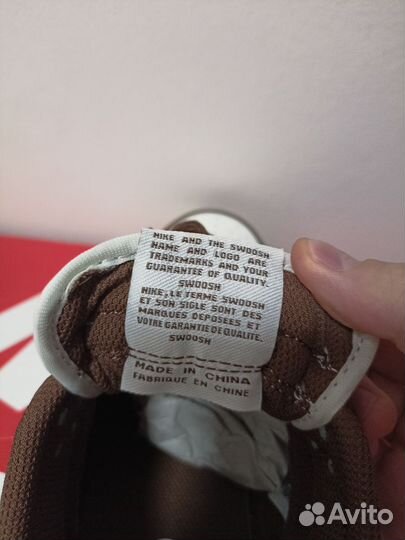 NIKE AND THE SWOOSH
NAME AND LOGO ARE
TRADEMARKS AND YOUR
GUARANTEE OF QUALITY.
SWOOSH
NIKE, LE TERME SWOOSH
ET SON SIGLE SONT DES
MARQUES DEPOSEES ET
VOTRE GARANTIE DE QUALITE.
SWOOSH
MADE IN CHINA
FABRIQUE EN CHINE
Avito